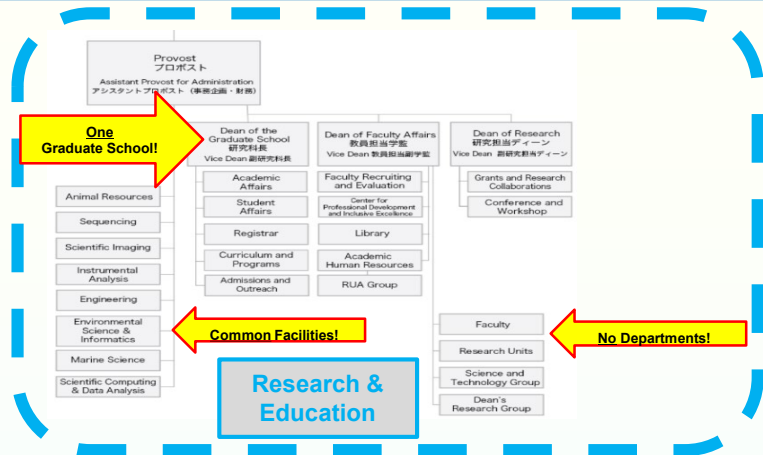 Provost
プロボスト
Assistant Provost for Administration
アシスタントプロボスト（事務企画・財務）
One
Graduate School!
Dean of the
Graduate School
研究科長
Vice Dean 副研究科長
Dean of Faculty Affairs
教員担当学監
Vice Dean 教員担当副学監
Dean of Research
研究担当ディーン
Vice Dean 副研究担当ディーン
Animal Resources
Sequencing
Scientific Imaging
Instrumental
Analysis
Engineering
Environmental
Science &
Informatics
Marine Science
Scientific Computing
& Data Analysis
Academic
Affairs
Student
Affairs
Registrar
Curriculum and
Programs
Admissions and
Outreach
Faculty Recruiting
and Evaluation
Center for
Professional Development
and Inclusive Excellence
Library
Academic
Human Resources
RUA Group
Grants and Research
Collaborations
Conference and
Workshop
Common Facilities!
Faculty
Research Units
Science and
Technology Group
Dean's
Research Group
No Departments!
Research &
Education